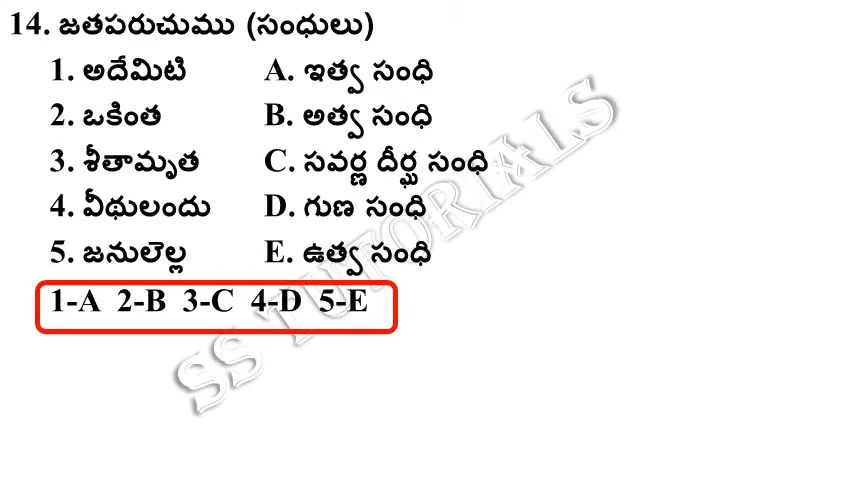 14. జతపరుచుము (సంధులు)
1. అదేమిటి A. ఇత్వ సంధి
2. ఒకింత B. అత్వ సంధి
3. శీతామృత C. సవర్ణ దీర్ఘ సంధి
4. వీథులందు D. గుణ సంధి
5. జనులెల్ల E. ఉత్వ సంధి
1-A 2-B 3-C 4-D 5-E
SS TUTORIALS